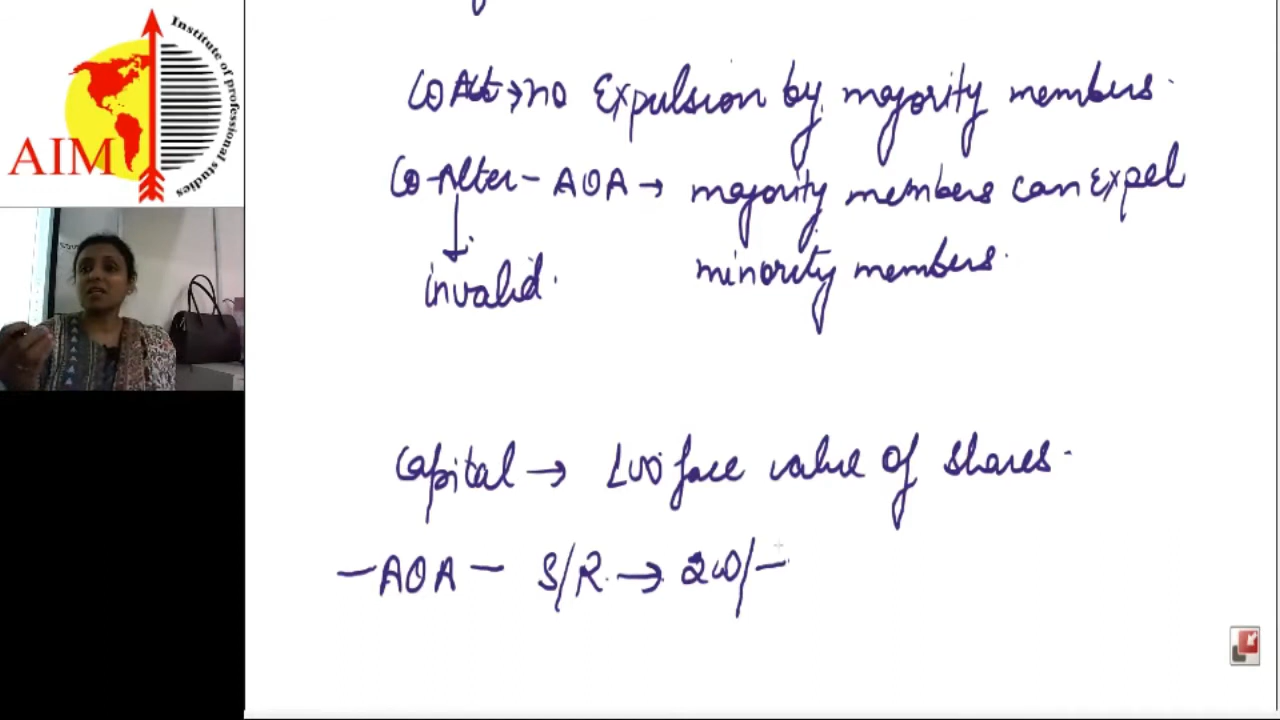 Institute of professional studies
AIM
Co Act → no Expulsion by majority members.
Co-Alter - AOA → majority members can Expel
invalid.
minority members.
Capital → 100 face value of shares.
- AOA - S/R. → 200/-